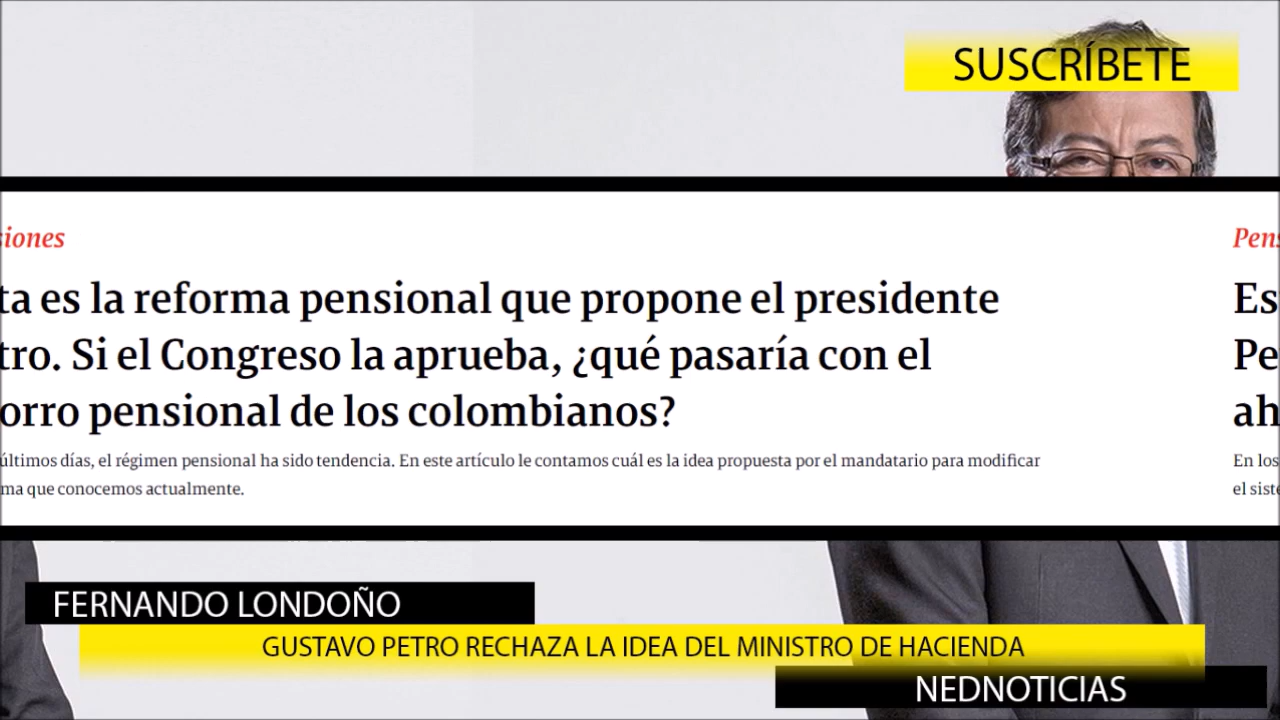 SUSCRÍBETE
siones Pens
ta es la reforma pensional que propone el presidente Es
tro. Si el Congreso la aprueba, ¿qué pasaría con el Pe
orro pensional de los colombianos? ah
últimos días, el régimen pensional ha sido tendencia. En este artículo le contamos cuál es la idea propuesta por el mandatario para modificar En los
ma que conocemos actualmente. el siste
FERNANDO LONDOÑO
GUSTAVO PETRO RECHAZA LA IDEA DEL MINISTRO DE HACIENDA
NEDNOTICIAS